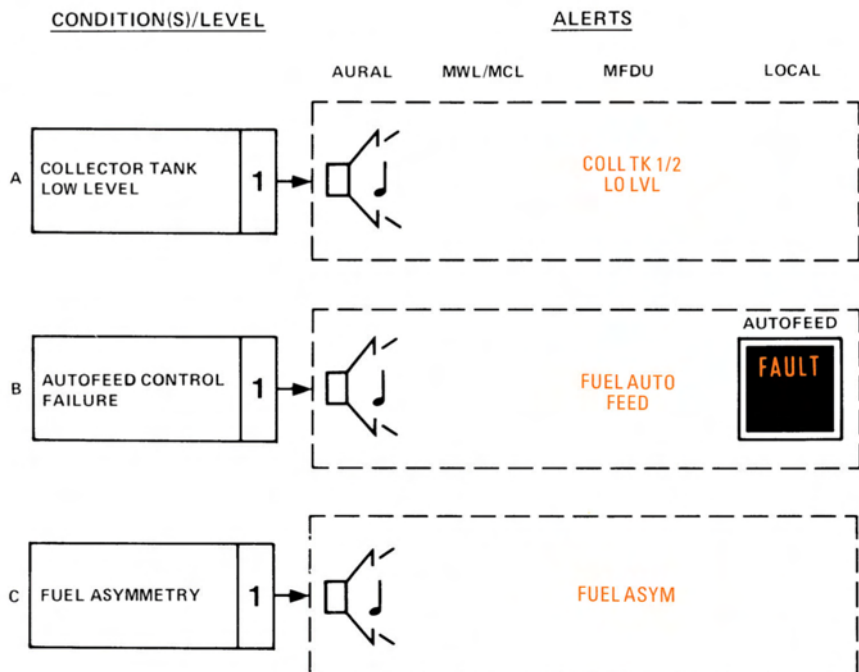 CONDITION(S)/LEVEL
ALERTS
AURAL MWL/MCL MFDU LOCAL
A
COLLECTOR TANK
LOW LEVEL
1
COLL TK 1/2
LO LVL
B
AUTOFEED CONTROL
FAILURE
1
FUEL AUTO
FEED
AUTOFEED
FAULT
C
FUEL ASYMMETRY
1
FUEL ASYM